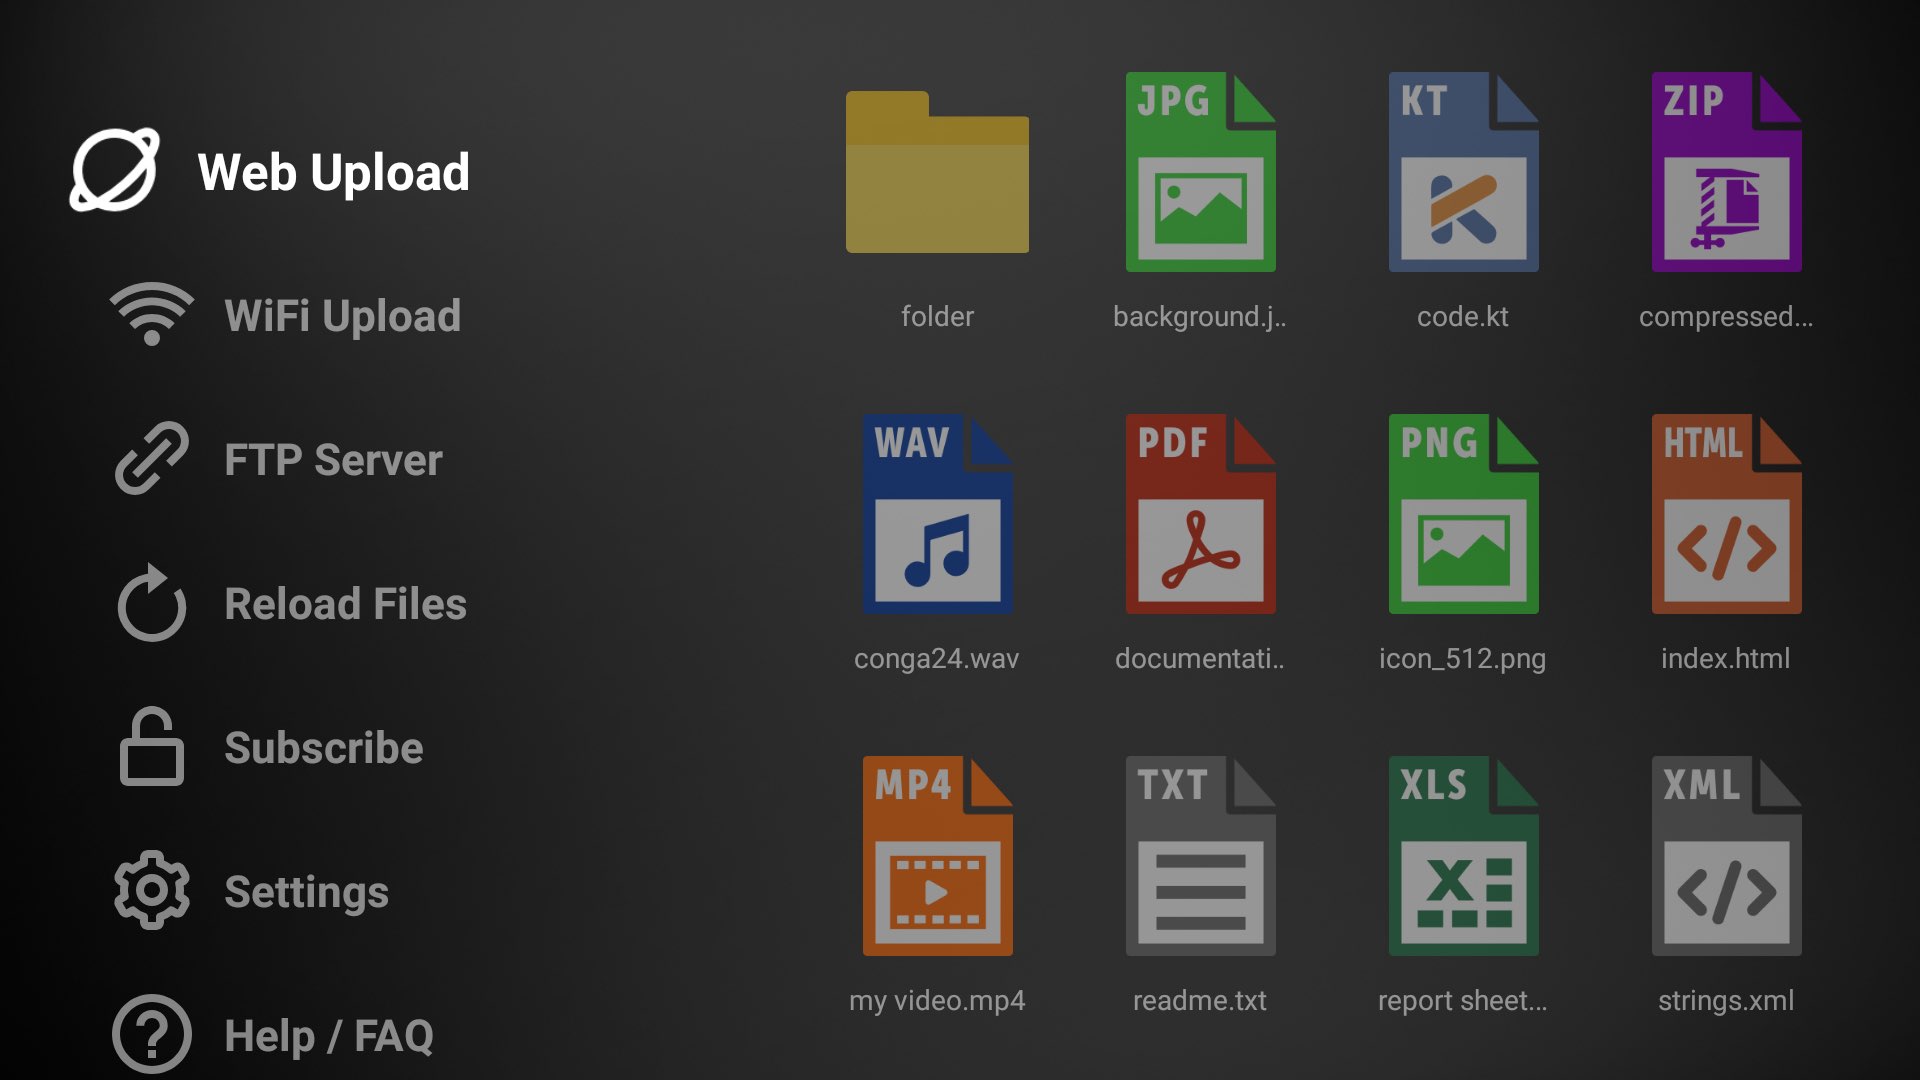 Web Upload
WiFi Upload
FTP Server
Reload Files
Subscribe
Settings
Help / FAQ
JPG
KT
ZIP
folder
background.j..
code.kt
compressed...
WAV
PDF
PNG
HTML
conga24.wav
documentati..
icon_512.png
index.html
MP4
TXT
XLS
XML
my video.mp4
readme.txt
report sheet...
strings.xml